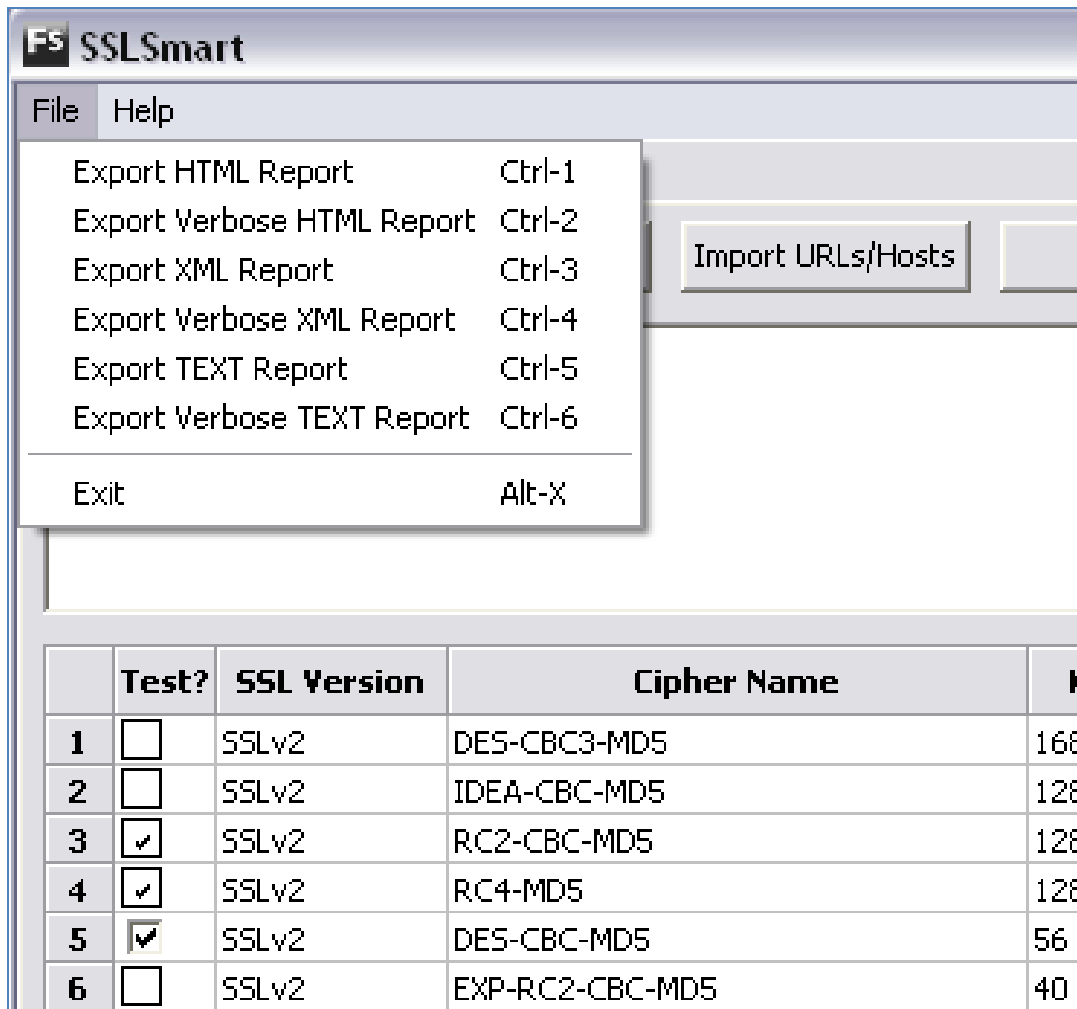 FS SSLSmart
File Help
Export HTML Report Ctrl-1
Export Verbose HTML Report Ctrl-2
Export XML Report Ctrl-3
Export Verbose XML Report Ctrl-4
Export TEXT Report Ctrl-5
Export Verbose TEXT Report Ctrl-6
Exit Alt-X
Import URLs/Hosts
Test? SSL Version Cipher Name
1 SSLv2 DES-CBC3-MD5 168
2 SSLv2 IDEA-CBC-MD5 128
3 SSLv2 RC2-CBC-MD5 128
4 SSLv2 RC4-MD5 128
5 SSLv2 DES-CBC-MD5 56
6 SSLv2 EXP-RC2-CBC-MD5 40